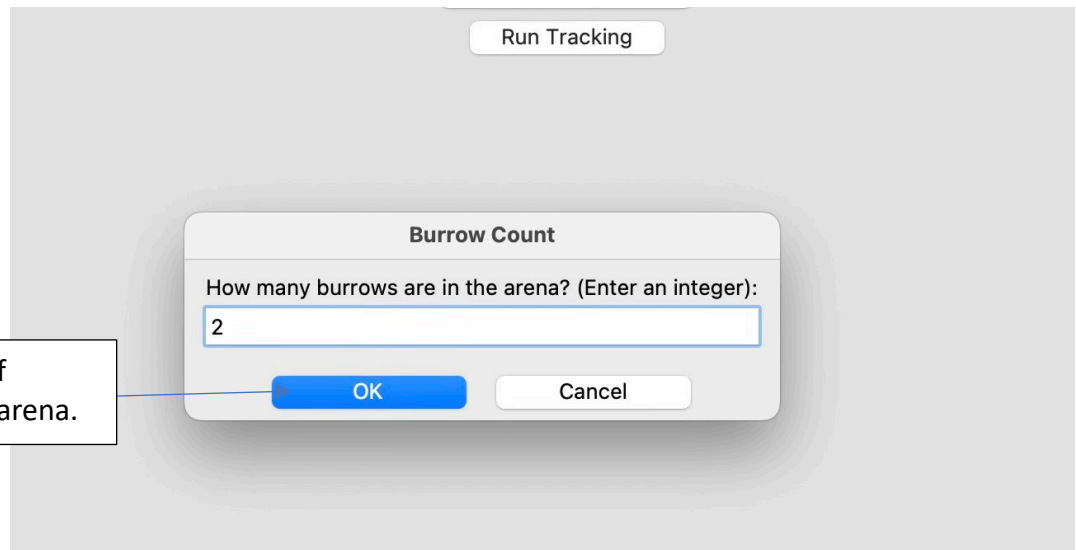 Run Tracking
Burrow Count
How many burrows are in the arena? (Enter an integer):
2
OK
Cancel
f
arena.